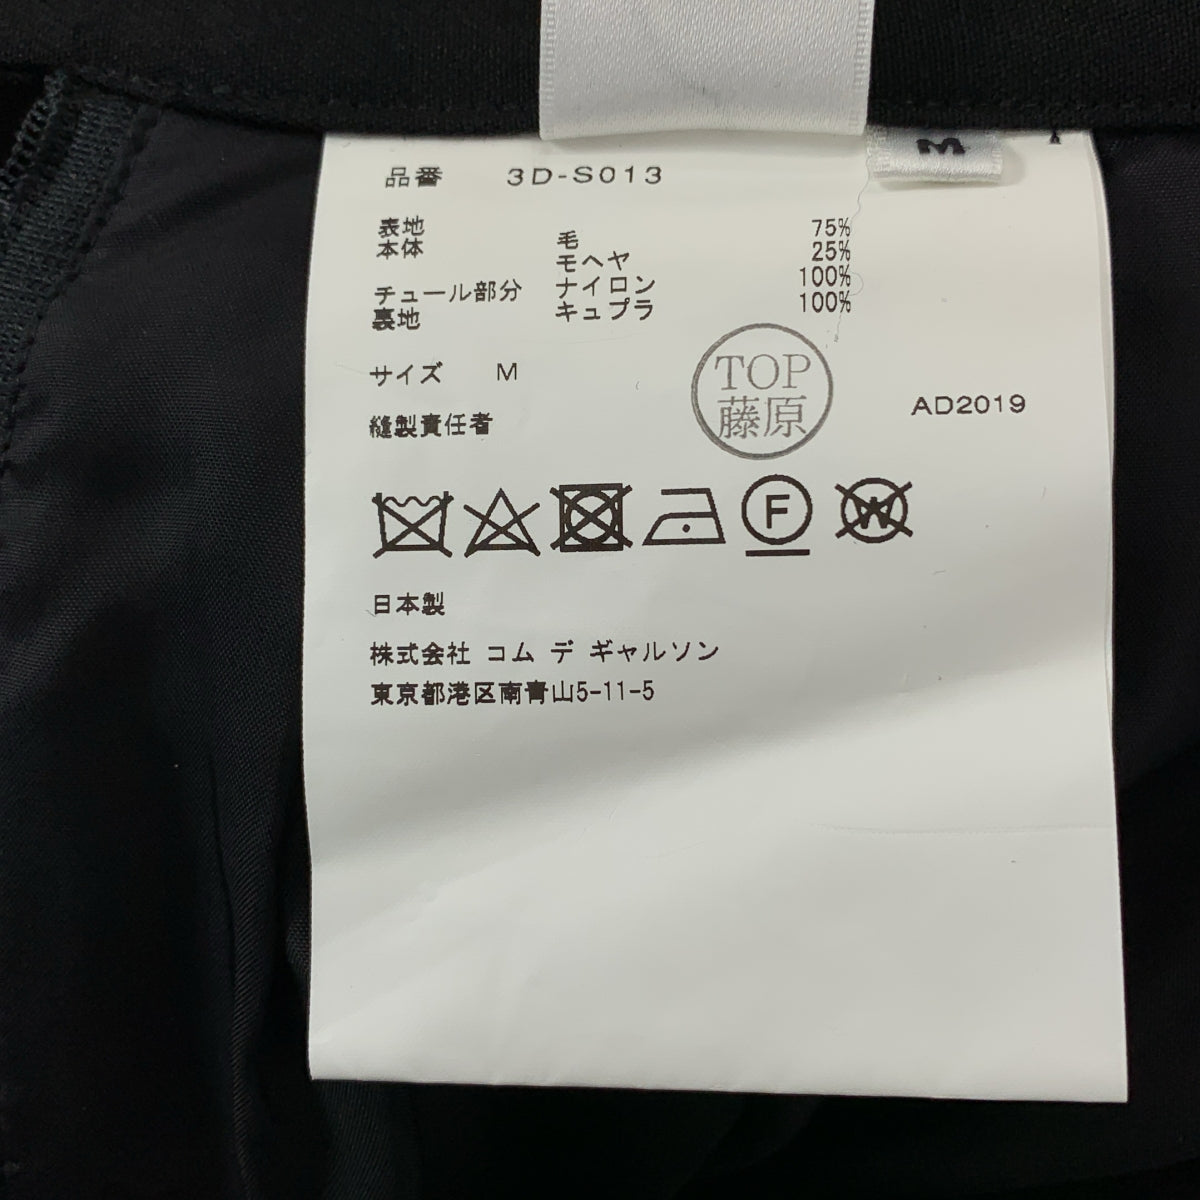 M
品番 3D-S013
表地
本体 毛 75%
モヘヤ 25%
チュール部分 ナイロン 100%
裏地 キュプラ 100%
サイズ M
縫製責任者
TOP
藤原
AD2019
F
W
日本製
株式会社 コム デ ギャルソン
東京都港区南青山5-11-5